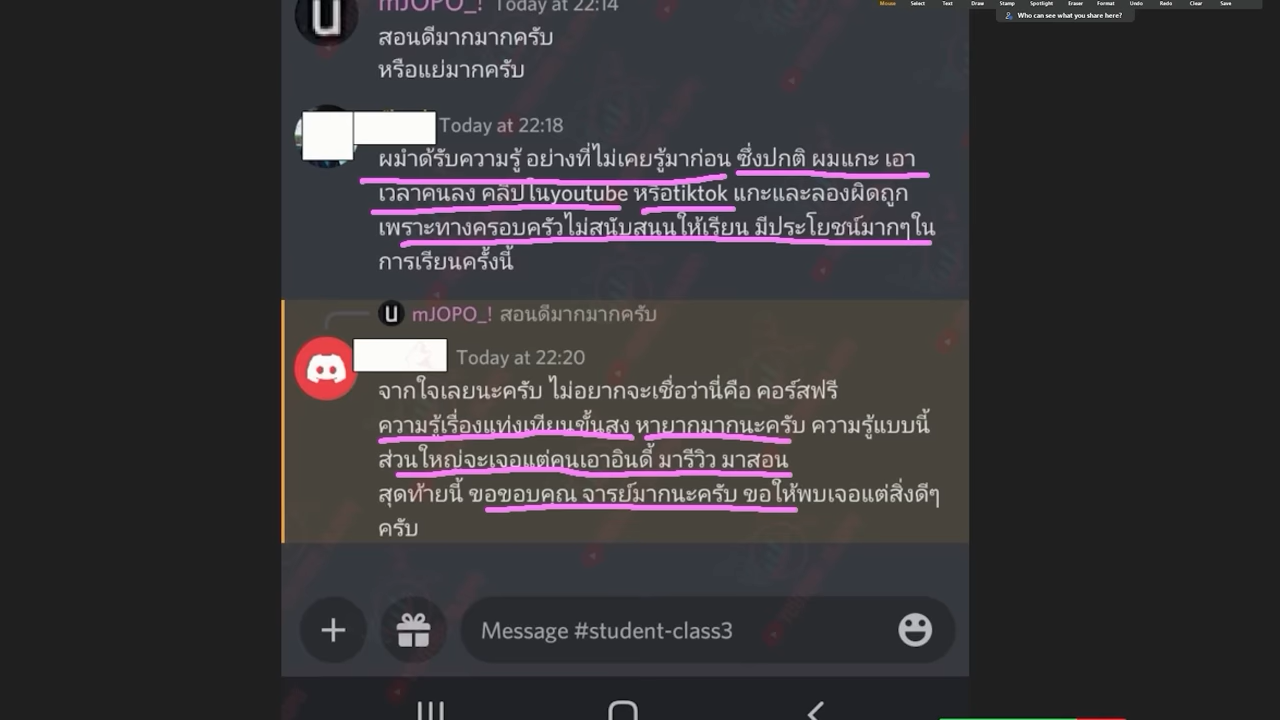 Mouse Select Text Draw Stamp Spotlight Eraser Format Undo Redo Clear Save
Who can see what you share here?
mJOPO_! Today at 22:14
สอนดีมากมากครับ
หรือแย่มากครับ
Today at 22:18
ผมำด้รับความรู้ อย่างที่ไม่เคยรู้มาก่อน ซึ่งปกติ ผมแกะ เอา
เวลาคนลง คลิปในyoutube หรือtiktok แกะและลองผิดถูก
เพราะทางครอบครัวไม่สนับสนนให้เรียน มีประโยชน์มากๆใน
การเรียนครั้งนี้
mJOPO_! สอนดีมากมากครับ
Today at 22:20
จากใจเลยนะครับ ไม่อยากจะเชื่อว่านี่คือ คอร์สฟรี
ความรู้เรื่องแท่งเทียนขั้นสูง หายากมากนะครับ ความรู้แบบนี้
ส่วนใหญ่จะเจอแต่คนเอาอินดี้ มารีวิว มาสอน
สุดท้ายนี้ ขอขอบคุณ จารย์มากนะครับ ขอให้พบเจอแต่สิ่งดีๆ
ครับ
Message #student-class3